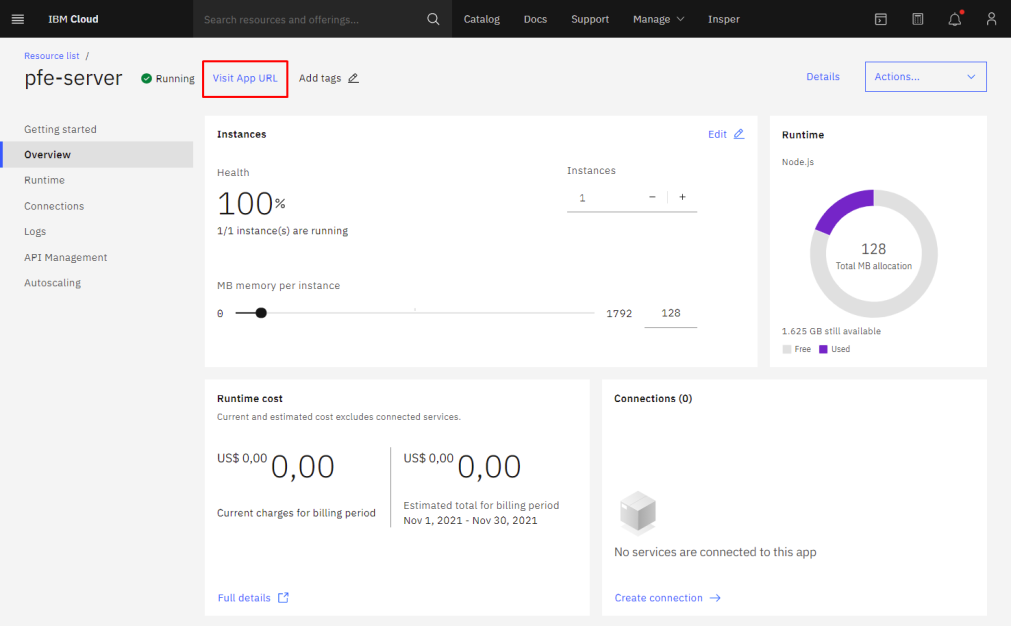 IBM Cloud
Search resources and offerings...
Catalog
Docs
Support
Manage
Insper
Resource list /
pfe-server
Running
Visit App URL
Add tags
Details
Actions...
Getting started
Overview
Runtime
Connections
Logs
API Management
Autoscaling
Instances
Edit
Health
100%
1/1 instance(s) are running
Instances
1 − +
MB memory per instance
0
1792
128
Runtime
Node.js
128
Total MB allocation
1.625 GB still available
Free Used
Runtime cost
Current and estimated cost excludes connected services.
US$ 0,00 0,00
Current charges for billing period
US$ 0,00 0,00
Estimated total for billing period
Nov 1, 2021 - Nov 30, 2021
Full details
Connections (0)
No services are connected to this app
Create connection →